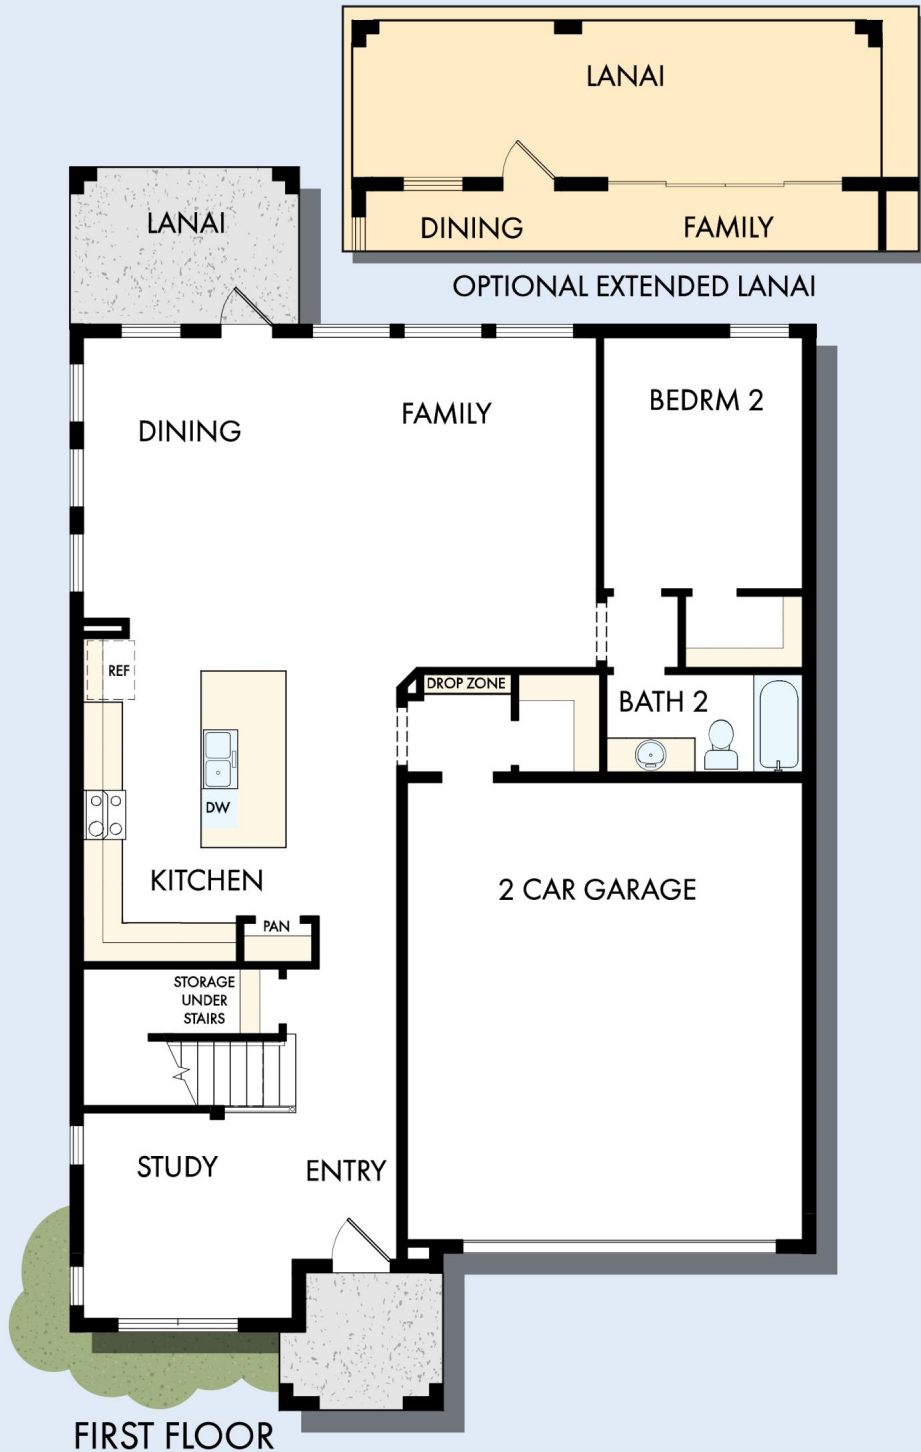 LANAI
DINING
FAMILY
OPTIONAL EXTENDED LANAI
LANAI
DINING
FAMILY
BEDRM 2
REF
DROP ZONE
BATH 2
DW
KITCHEN
2 CAR GARAGE
PAN
STORAGE
UNDER
STAIRS
STUDY
ENTRY
FIRST FLOOR